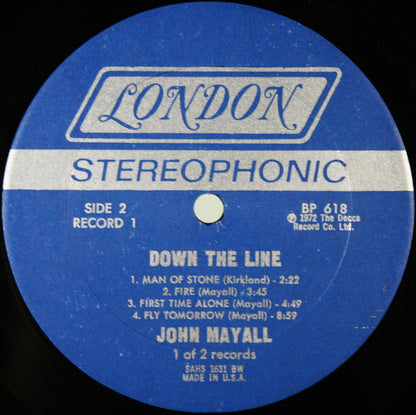 LONDON
STEREOPHONIC
SIDE 2
RECORD 1
BP 618
℗ 1972 The Decca
Record Co. Ltd.
DOWN THE LINE
1. MAN OF STONE (Kirkland) - 2:22
2. FIRE (Mayall) - 3:45
3. FIRST TIME ALONE (Mayall) - 4:49
4. FLY TOMORROW (Mayall) - 8:59
JOHN MAYALL
1 of 2 records
SAHS 1631 BW
MADE IN U.S.A.